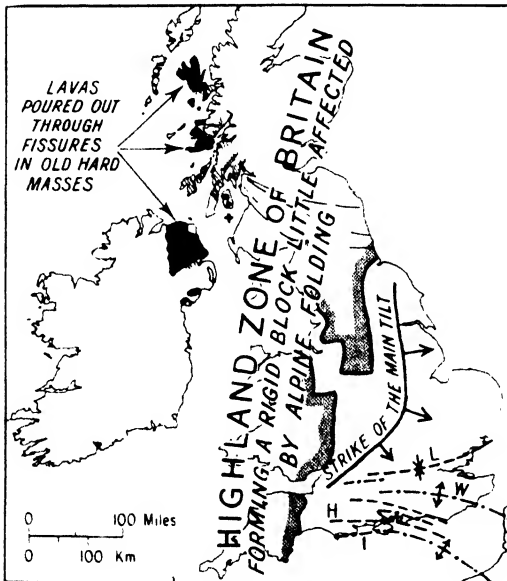 LAVAS
POURED OUT
THROUGH
FISSURES
IN OLD HARD
MASSES
HIGHLAND ZONE OF BRITAIN
FORMING A RIGID BLOCK LITTLE AFFECTED
BY ALPINE FOLDING
STRIKE OF THE MAIN TILT
L
W
H
I
0 100 Miles
0 100 Km